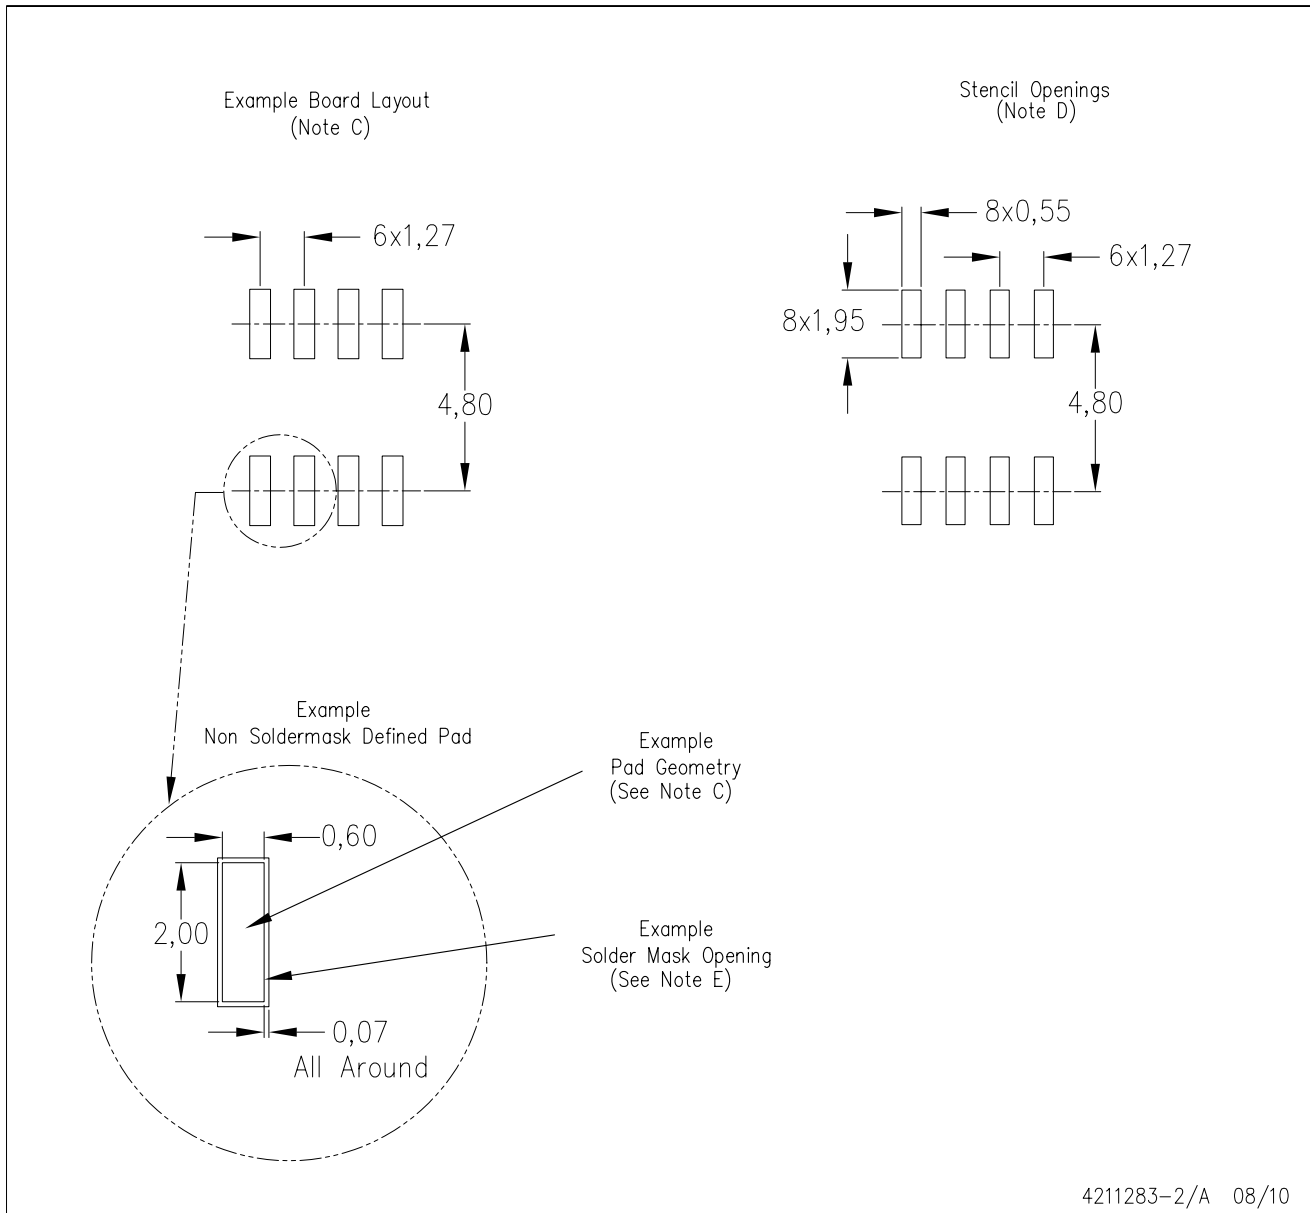 Example Board Layout
(Note C)
6x1,27
4,80
Stencil Openings
(Note D)
8x0,55
6x1,27
8x1,95
4,80
Example
Non Soldermask Defined Pad
Example
Pad Geometry
(See Note C)
0,60
2,00
Example
Solder Mask Opening
(See Note E)
0,07
All Around
4211283-2/A 08/10